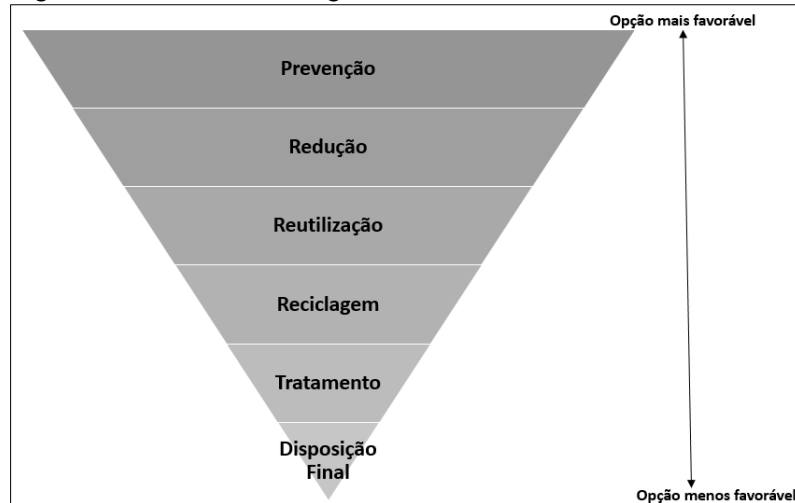 Opção mais favorável
Prevenção
Redução
Reutilização
Reciclagem
Tratamento
Disposição
Final
Opção menos favorável